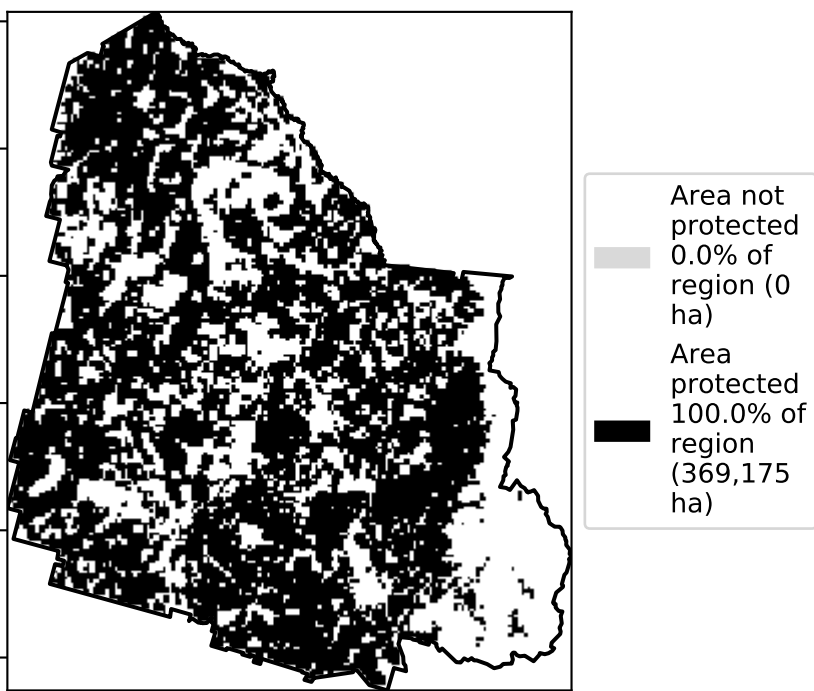 Area not
protected
0.0% of
region (0
ha)
Area
protected
100.0% of
region
(369,175
ha)